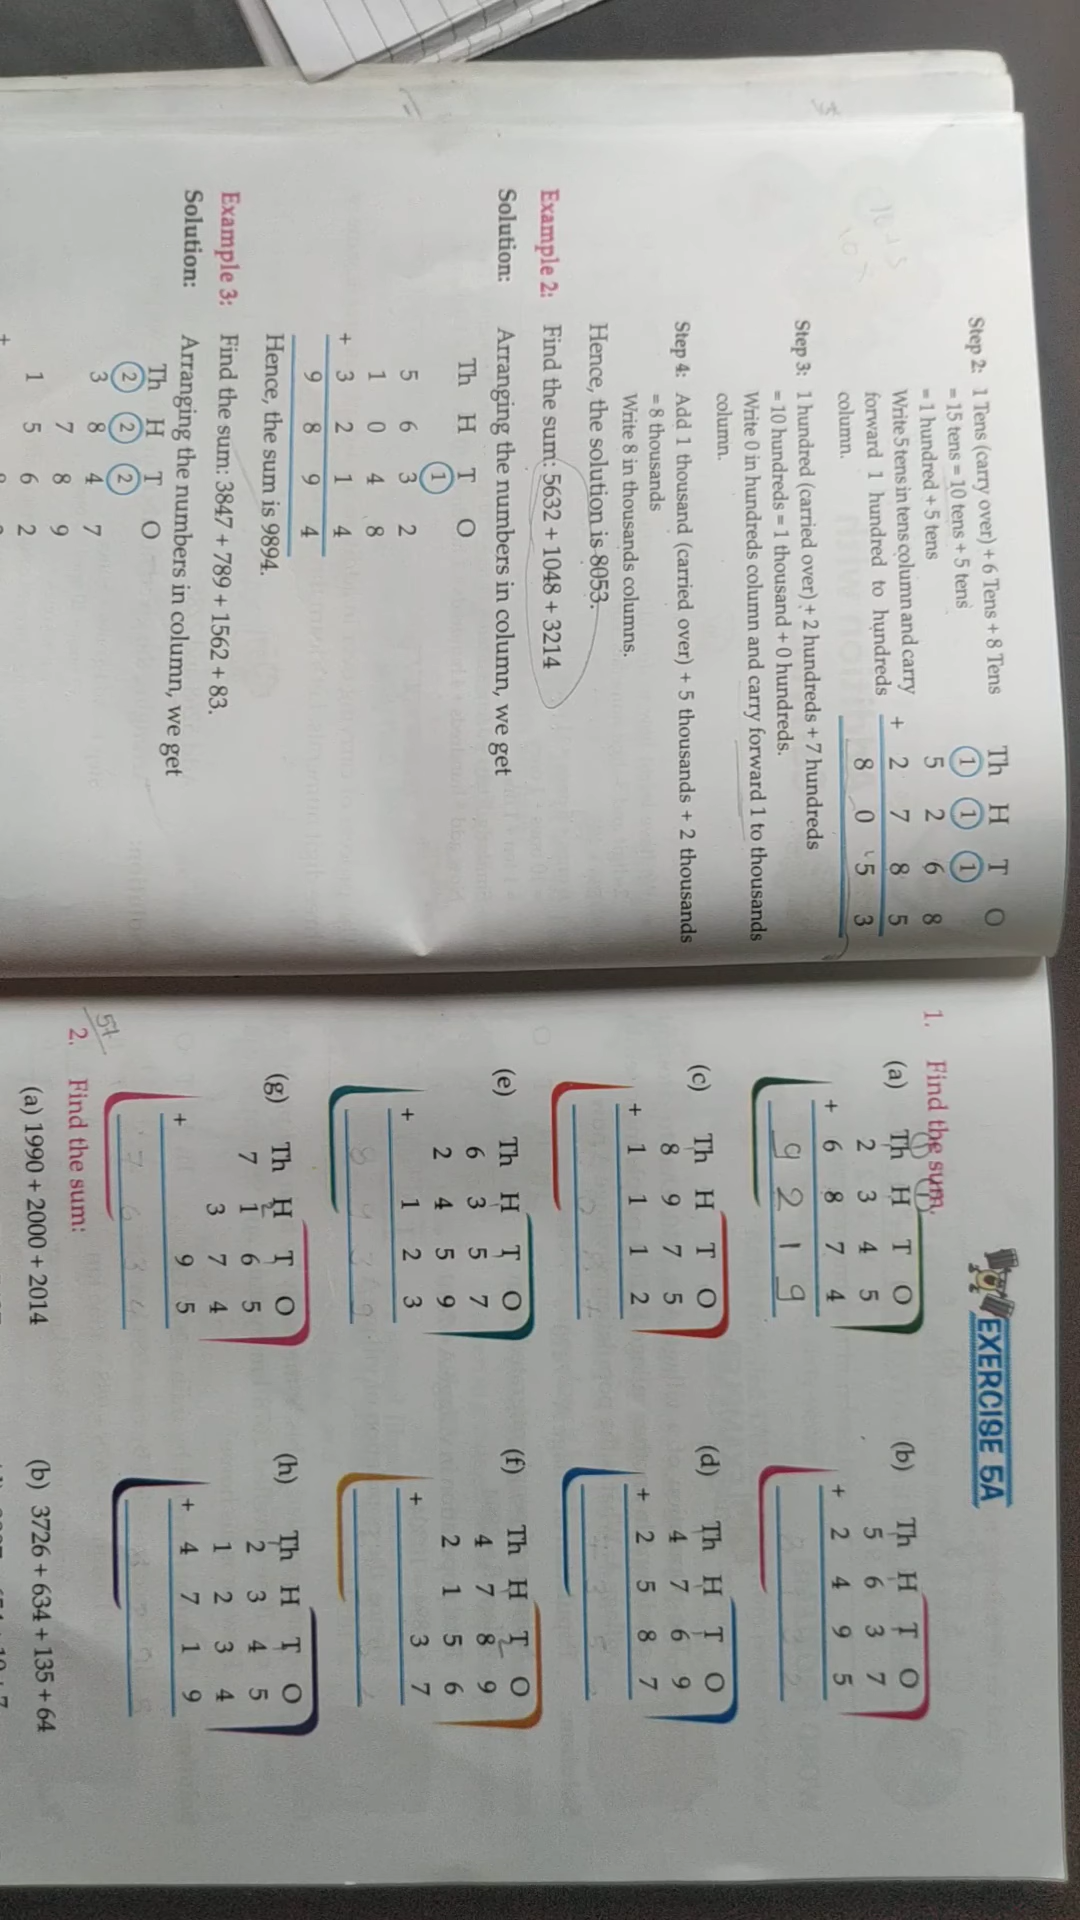 Step 2: 1 Tens (carry over) + 6 Tens + 8 Tens
= 15 tens = 10 tens + 5 tens
= 1 hundred + 5 tens
Write 5 tens in tens column and carry
forward 1 hundred to hundreds
column.
Th H T O
1 1 1
5 2 6 8
+ 2 7 8 5
8 0 5 3
Step 3: 1 hundred (carried over) + 2 hundreds + 7 hundreds
= 10 hundreds = 1 thousand + 0 hundreds.
Write 0 in hundreds column and carry forward 1 to thousands
column.
Step 4: Add 1 thousand (carried over) + 5 thousands + 2 thousands
= 8 thousands
Write 8 in thousands columns.
Hence, the solution is 8053.
Example 2: Find the sum: 5632 + 1048 + 3214
Solution: Arranging the numbers in column, we get
Th H T O
1
5 6 3 2
1 0 4 8
+ 3 2 1 4
9 8 9 4
Hence, the sum is 9894.
Example 3: Find the sum: 3847 + 789 + 1562 + 83.
Solution: Arranging the numbers in column, we get
Th H T O
2 2 2
3 8 4 7
7 8 9
1 5 6 2
+
EXERCISE 5A
1. Find the sum.
(a) Th H T O
1 1
2 3 4 5
+ 6 8 7 4
9 2 1 9
(b) Th H T O
5 6 3 7
+ 2 4 9 5
(c) Th H T O
8 9 7 5
+ 1 1 1 2
(d) Th H T O
4 7 6 9
+ 2 5 8 7
(e) Th H T O
6 3 5 7
2 4 5 9
+ 1 2 3
(f) Th H T O
4 7 8 9
2 1 5 6
+ 3 7
(g) Th H T O
7 1 6 5
3 7 4
+ 9 5
7 6 3 4
(h) Th H T O
2 3 4 5
1 2 3 4
+ 4 7 1 9
2. Find the sum:
(a) 1990 + 2000 + 2014
(b) 3726 + 634 + 135 + 64